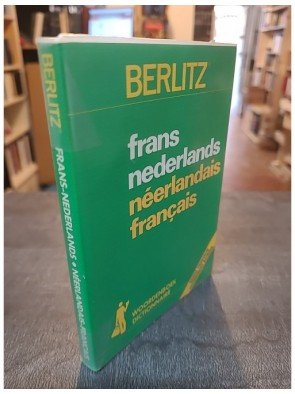 BERLITZ
frans
nederlands
néerlandais
français
WOORDENBOEK
DICTIONNAIRE
BERLITZ
FRANS-NEDERLANDS • NÉERLANDAIS-FRANÇAIS